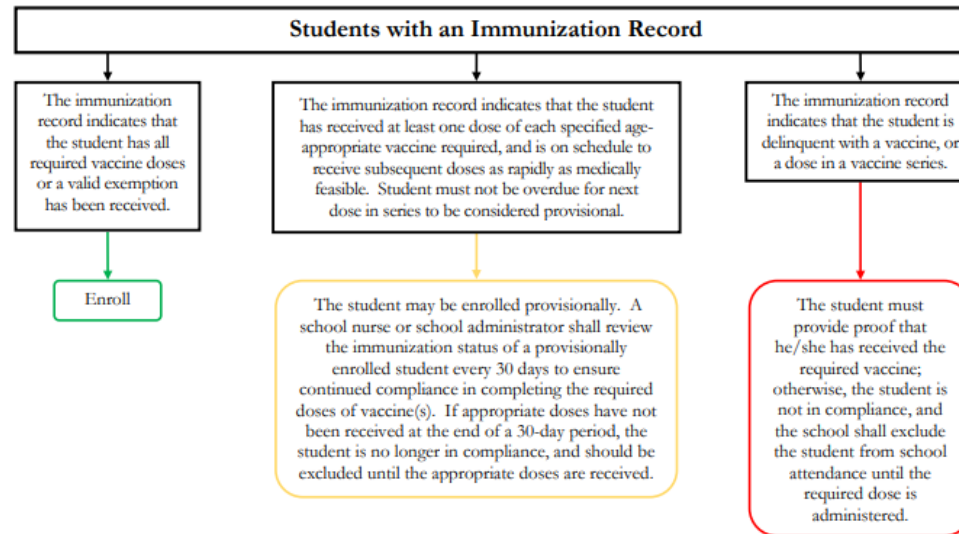 Students with an Immunization Record
The immunization
record indicates that
the student has all
required vaccine doses
or a valid exemption
has been received.
Enroll
The immunization record indicates that the student
has received at least one dose of each specified age-
appropriate vaccine required, and is on schedule to
receive subsequent doses as rapidly as medically
feasible. Student must not be overdue for next
dose in series to be considered provisional.
The student may be enrolled provisionally. A
school nurse or school administrator shall review
the immunization status of a provisionally
enrolled student every 30 days to ensure
continued compliance in completing the required
doses of vaccine(s). If appropriate doses have not
been received at the end of a 30-day period, the
student is no longer in compliance, and should be
excluded until the appropriate doses are received.
The immunization record
indicates that the student is
delinquent with a vaccine, or
a dose in a vaccine series.
The student must
provide proof that
he/she has received the
required vaccine;
otherwise, the student is
not in compliance, and
the school shall exclude
the student from school
attendance until the
required dose is
administered.